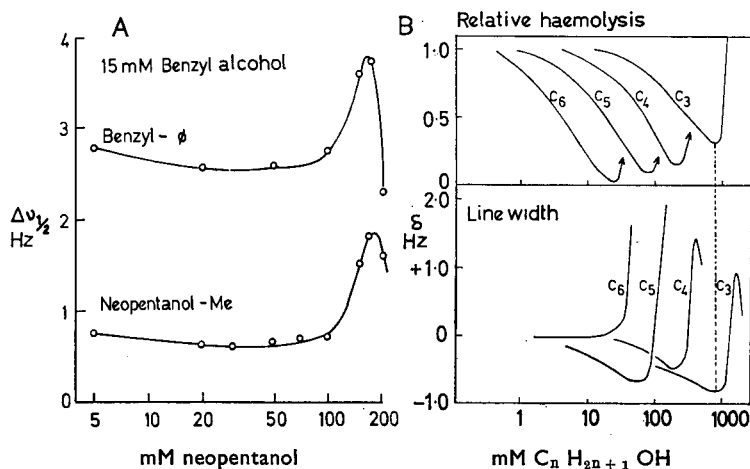 A
15 mM Benzyl alcohol
Benzyl - ø
Neopentanol - Me
Δν½
Hz
4
3
2
1
0
5
10
20
50
100
200
mM neopentanol
B
Relative haemolysis
1·0
0·5
0
C6
C5
C4
C3
Line width
δ
Hz
+1·0
0
-1·0
C6
C5
C4
C3
1
10
100
1000
mM CnH2n+1OH